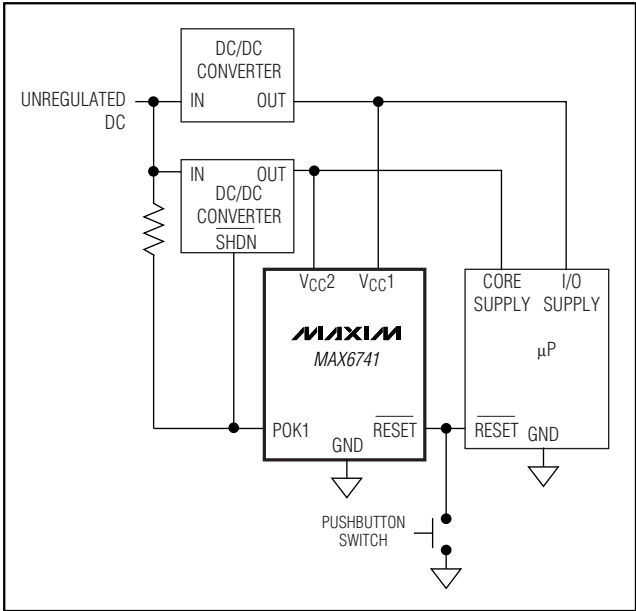 DC/DC
CONVERTER
UNREGULATED
DC
IN
OUT
IN
OUT
DC/DC
CONVERTER
SHDN
VCC2
VCC1
CORE
SUPPLY
I/O
SUPPLY
MAXIM
MAX6741
μP
POK1
RESET
GND
RESET
GND
PUSHBUTTON
SWITCH